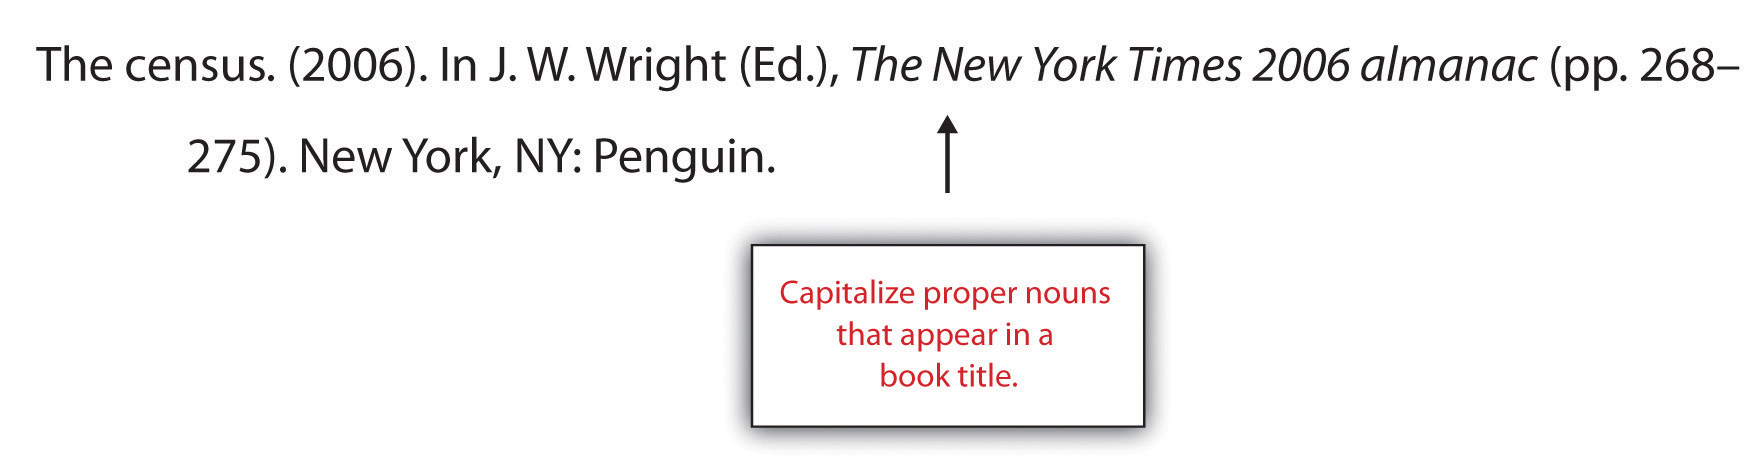 The census. (2006). In J. W. Wright (Ed.), The New York Times 2006 almanac (pp. 268–
275). New York, NY: Penguin.
Capitalize proper nouns
that appear in a
book title.